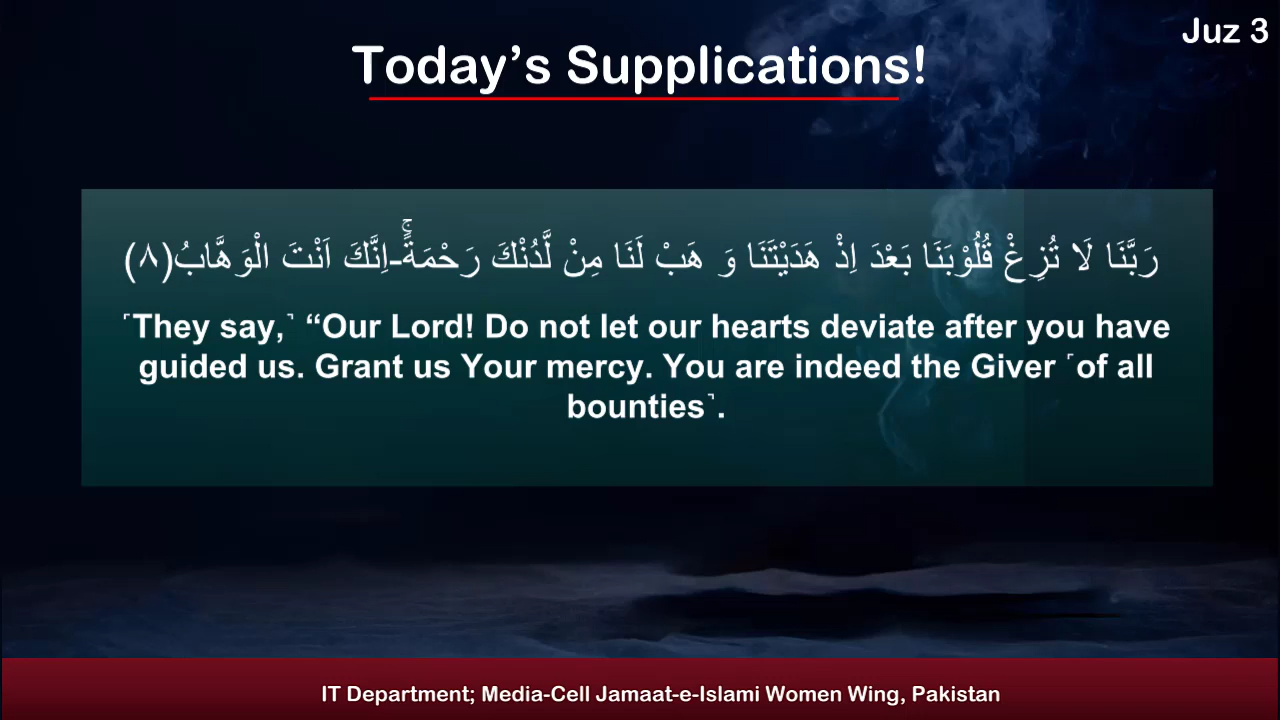 Juz 3
Today’s Supplications!
رَبَّنَا لَا تُزِغْ قُلُوْبَنَا بَعْدَ اِذْ هَدَیْتَنَا وَ هَبْ لَنَا مِنْ لَّدُنْكَ رَحْمَةًۚ-اِنَّكَ اَنْتَ الْوَهَّابُ(۸)
˹They say,˺ “Our Lord! Do not let our hearts deviate after you have
guided us. Grant us Your mercy. You are indeed the Giver ˹of all
bounties˺.
IT Department; Media-Cell Jamaat-e-Islami Women Wing, Pakistan